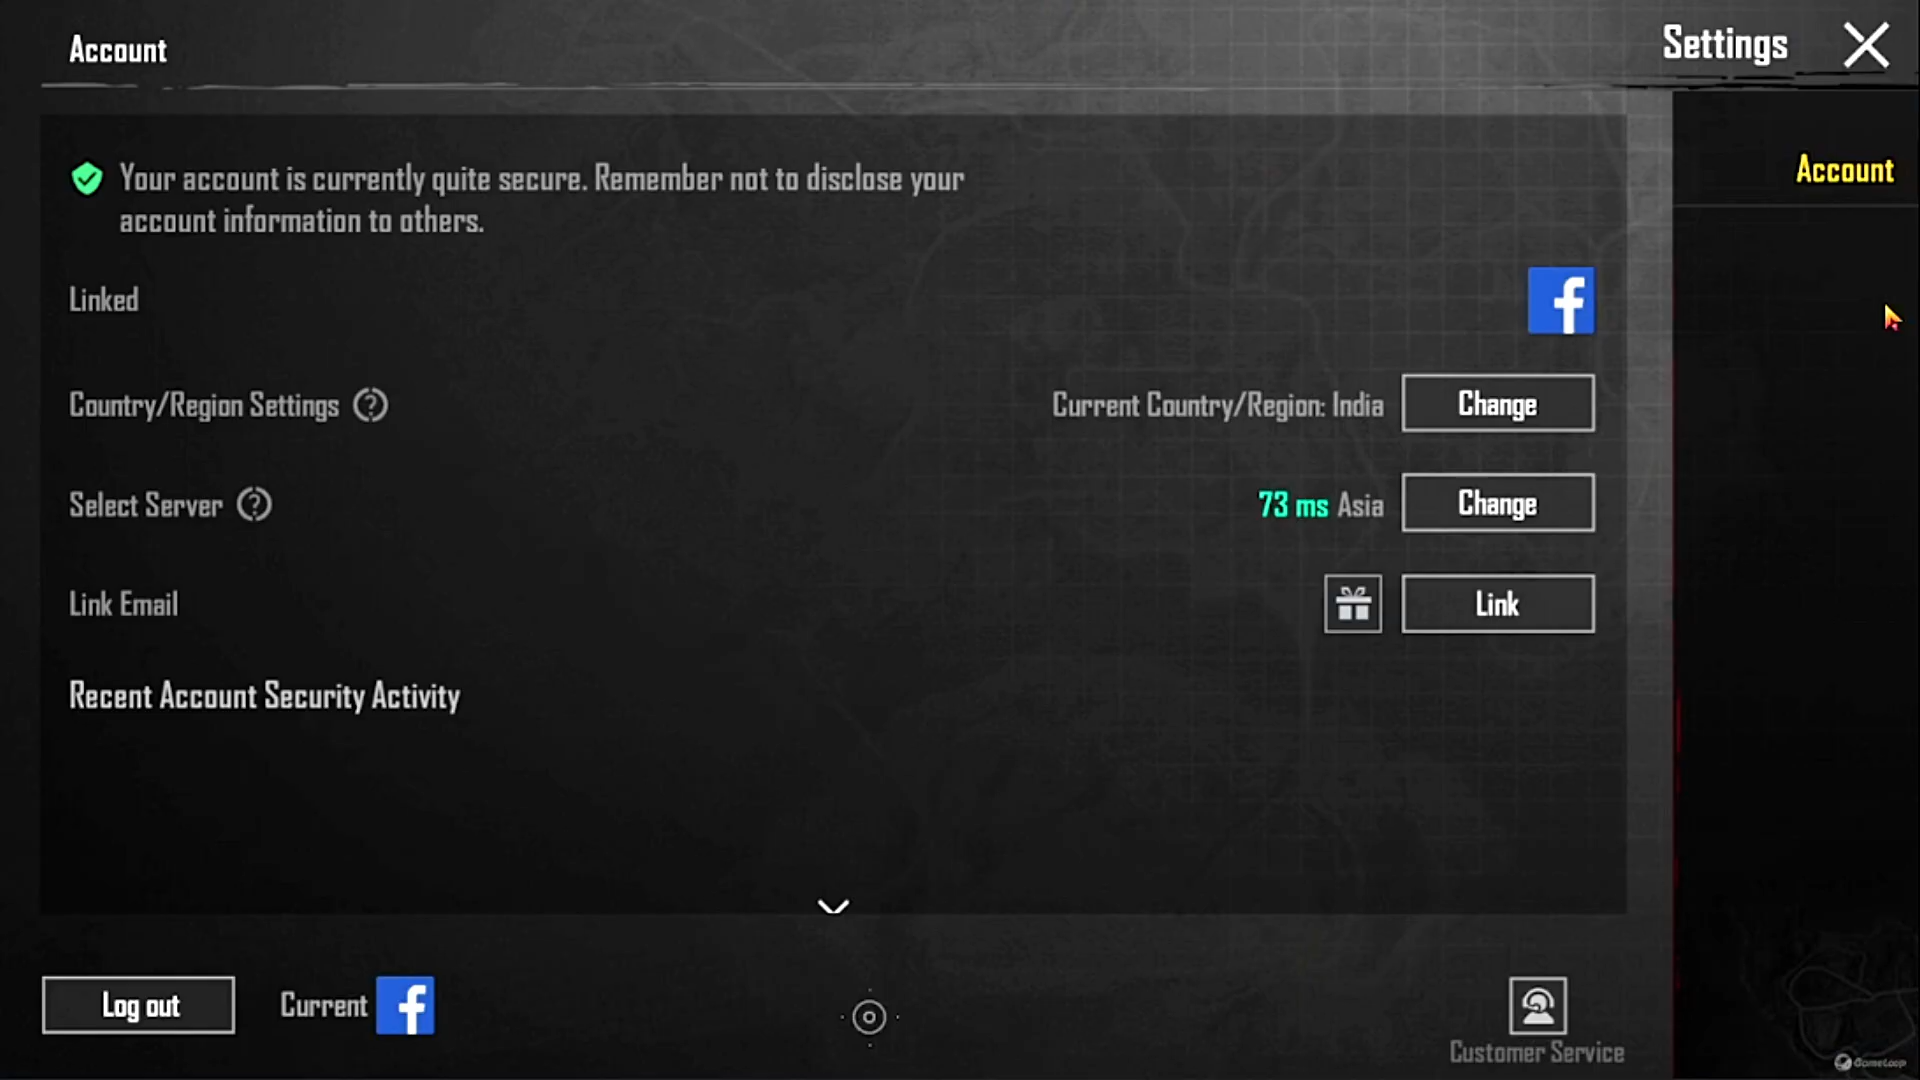 Account
Settings
Account
Your account is currently quite secure. Remember not to disclose your
account information to others.
Linked
Country/Region Settings
Current Country/Region: India
Change
Select Server
73 ms Asia
Change
Link Email
Link
Recent Account Security Activity
Log out
Current
Customer Service
GameLoop